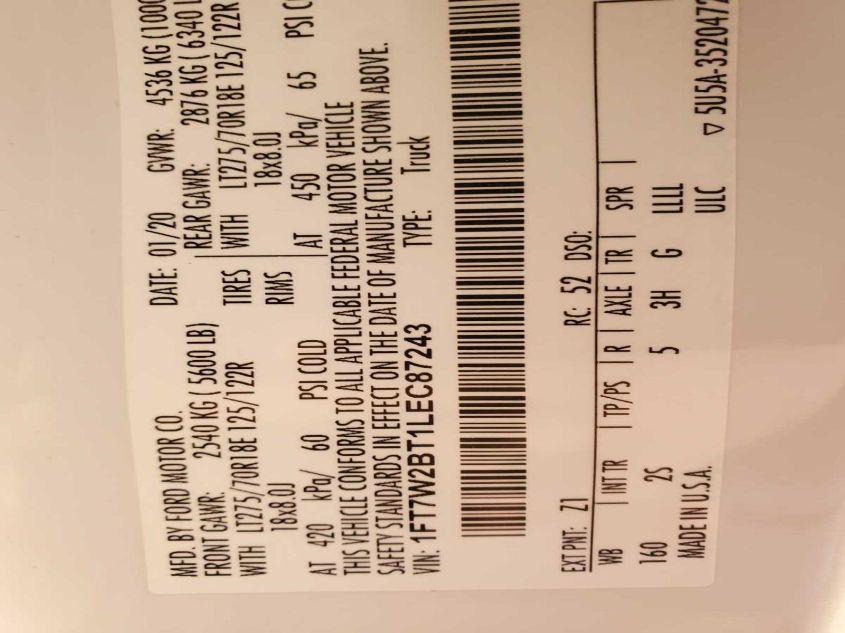 MFD. BY FORD MOTOR CO.
DATE: 01/20 GVWR: 4536 KG
FRONT GAWR: 2540 KG ( 5600 LB)
REAR GAWR: 2876 KG ( 6340
WITH LT275/70R18E 125/122R
TIRES
WITH LT275/70R18E 125/122R
18x8.0J
RIMS
18x8.0J
AT 420 kPa/ 60 PSI COLD
AT 450 kPa/ 65 PSI
THIS VEHICLE CONFORMS TO ALL APPLICABLE FEDERAL MOTOR VEHICLE
SAFETY STANDARDS IN EFFECT ON THE DATE OF MANUFACTURE SHOWN ABOVE.
VIN: 1FT7W2BT1LEC87243 TYPE: Truck
EXT PNT: Z1 RC: 52 DSO:
WB | INT TR | TP/PS | R | AXLE | TR | SPR
160 2S 5 3H G LLLL
MADE IN U.S.A. ULC ▽ 5U5A-3520472